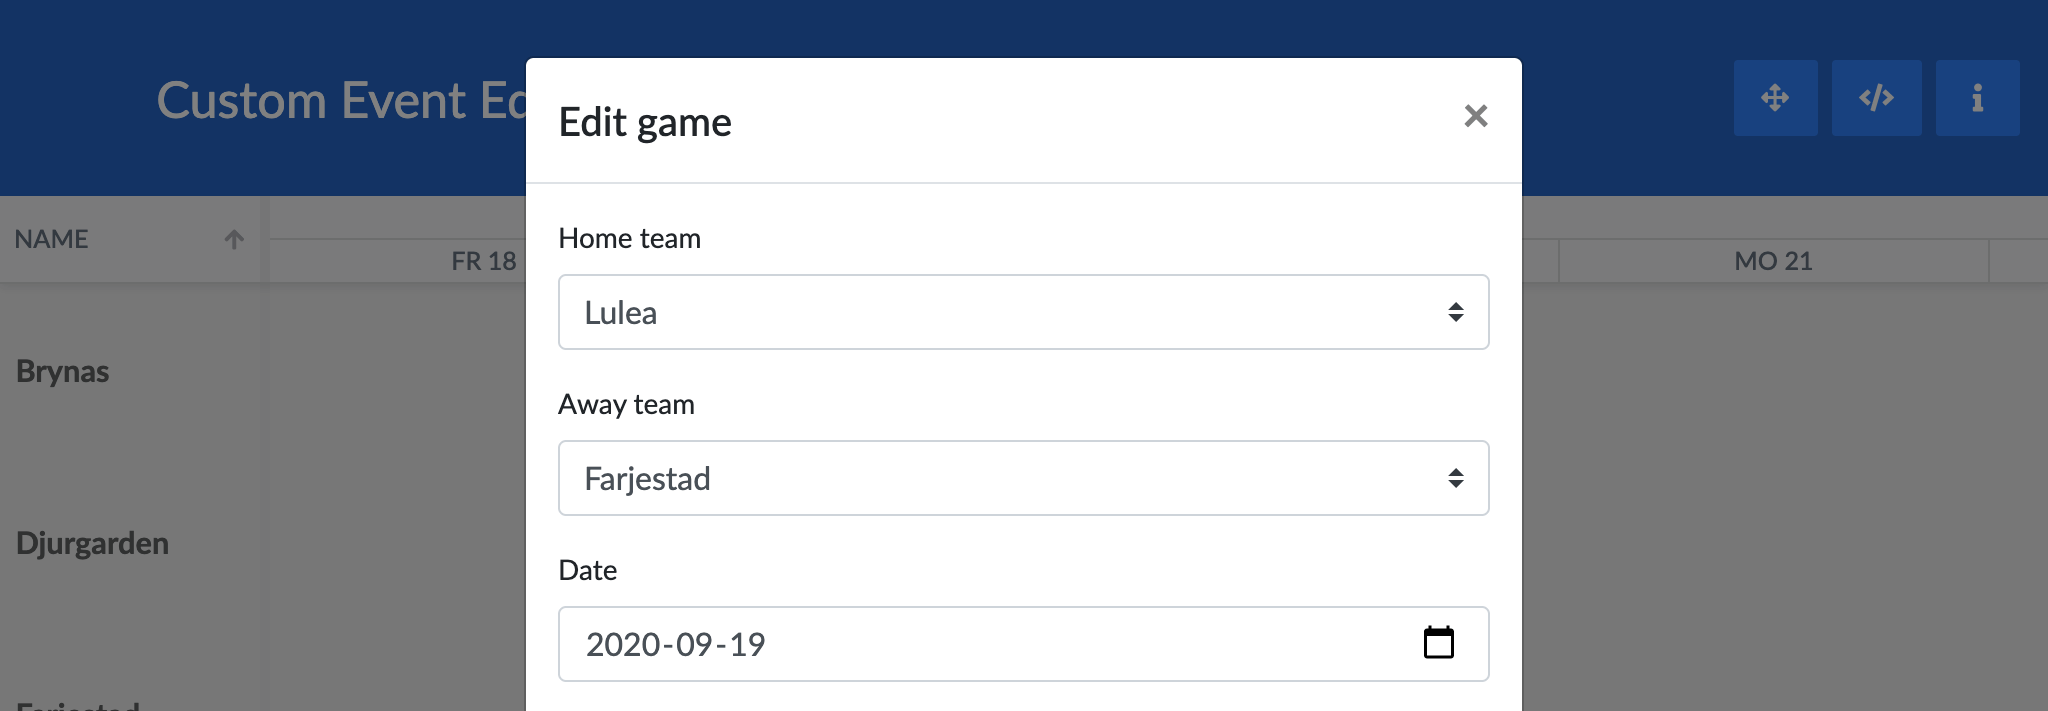 Custom Event Ed
Edit game
NAME
FR 18
MO 21
Home team
Lulea
Brynas
Away team
Farjestad
Djurgarden
Date
2020-09-19